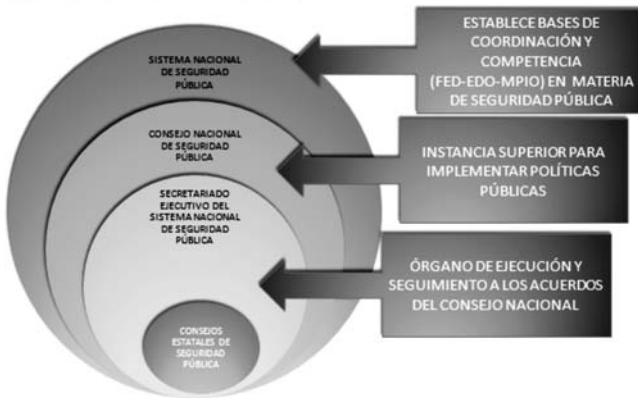 SISTEMA NACIONAL
DE SEGURIDAD
PÚBLICA
ESTABLECE BASES DE
COORDINACIÓN Y
COMPETENCIA
(FED-EDO-MPIO) EN MATERIA
DE SEGURIDAD PÚBLICA
CONSEJO NACIONAL
DE SEGURIDAD
PÚBLICA
INSTANCIA SUPERIOR PARA
IMPLEMENTAR POLÍTICAS
PÚBLICAS
SECRETARIADO
EJECUTIVO DEL
SISTEMA NACIONAL
DE SEGURIDAD
PÚBLICA
ÓRGANO DE EJECUCIÓN Y
SEGUIMIENTO A LOS ACUERDOS
DEL CONSEJO NACIONAL
CONSEJOS
ESTATALES DE
SEGURIDAD
PÚBLICA